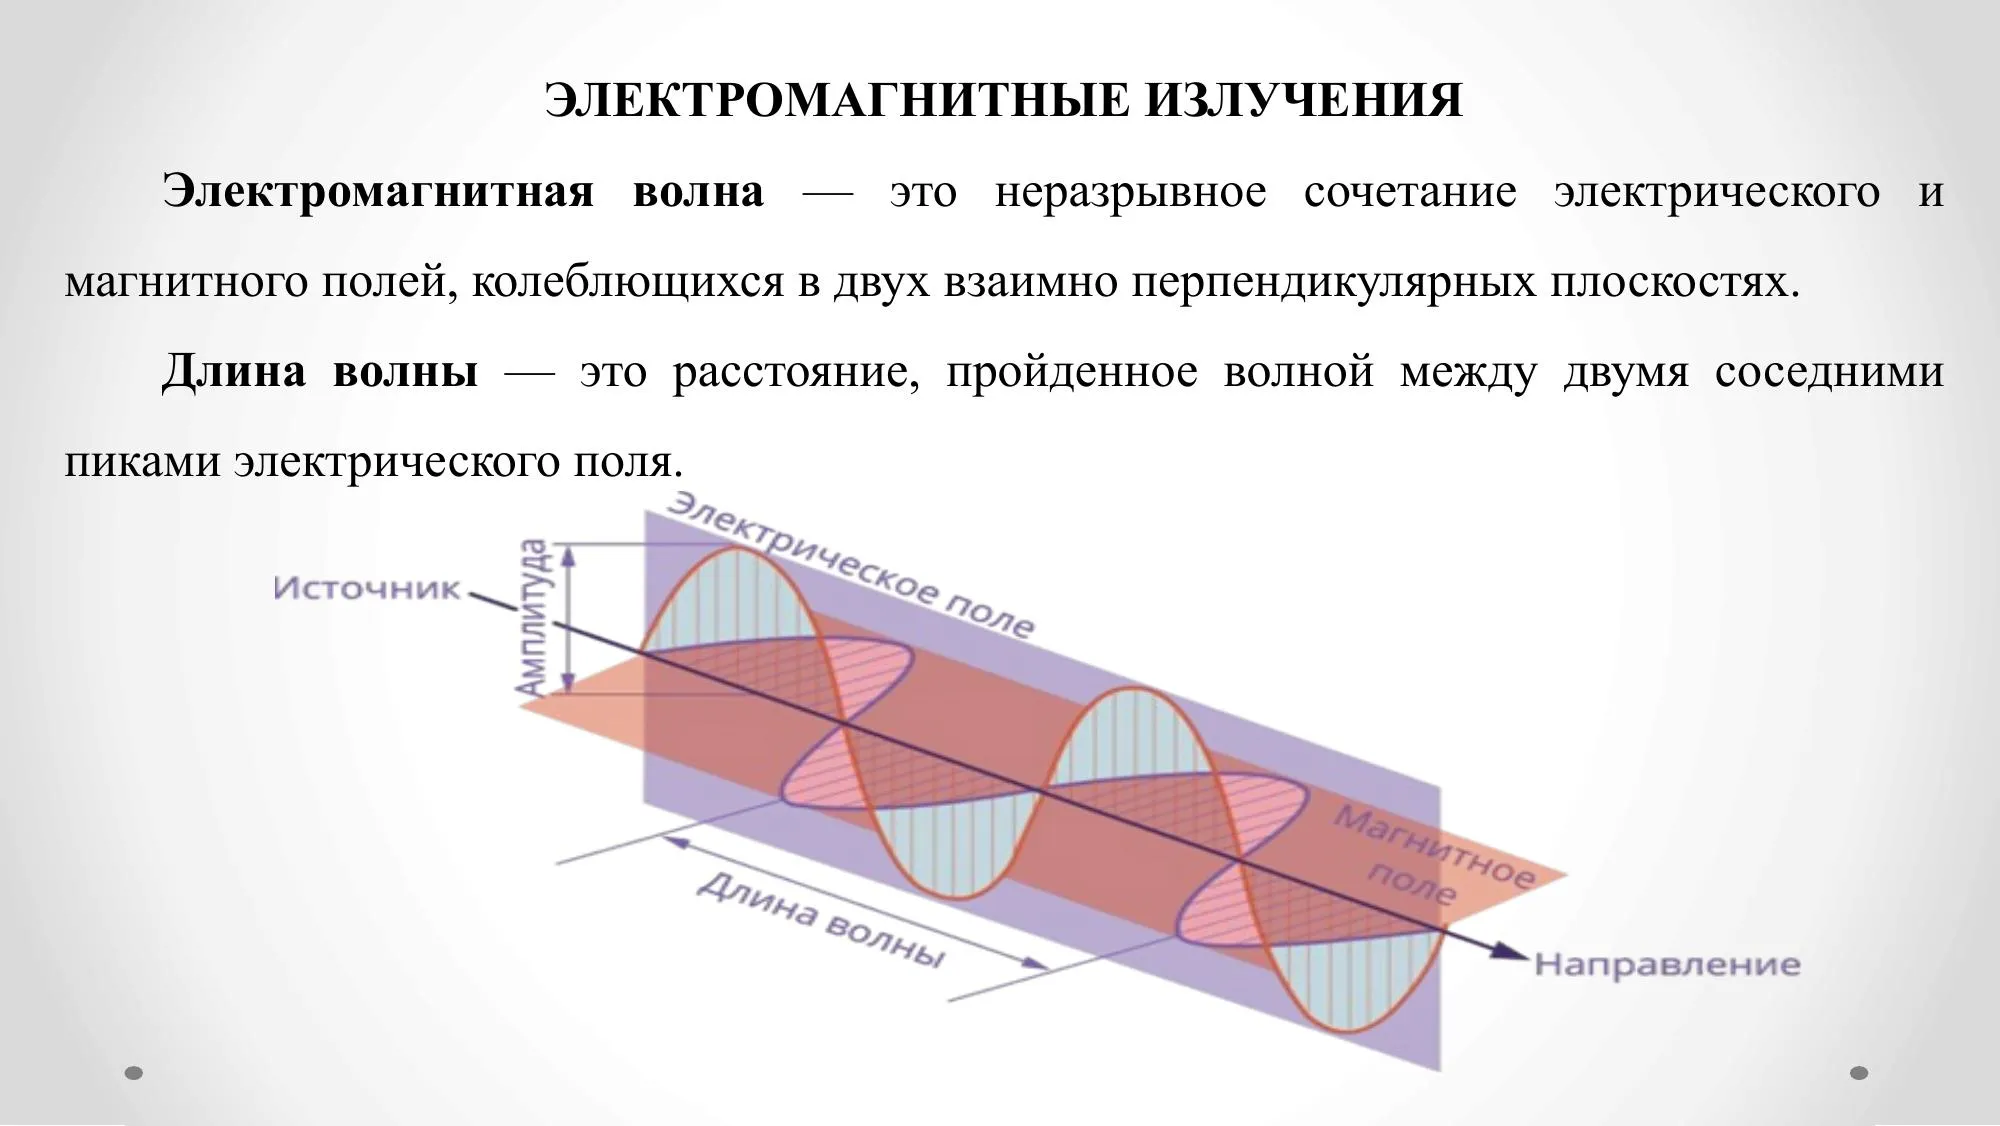 ЭЛЕКТРОМАГНИТНЫЕ ИЗЛУЧЕНИЯ
Электромагнитная волна — это неразрывное сочетание электрического и
магнитного полей, колеблющихся в двух взаимно перпендикулярных плоскостях.
Длина волны — это расстояние, пройденное волной между двумя соседними
пиками электрического поля.
Электрическое поле
Источник
Амплитуда
Магнитное
поле
Длина волны
Направление